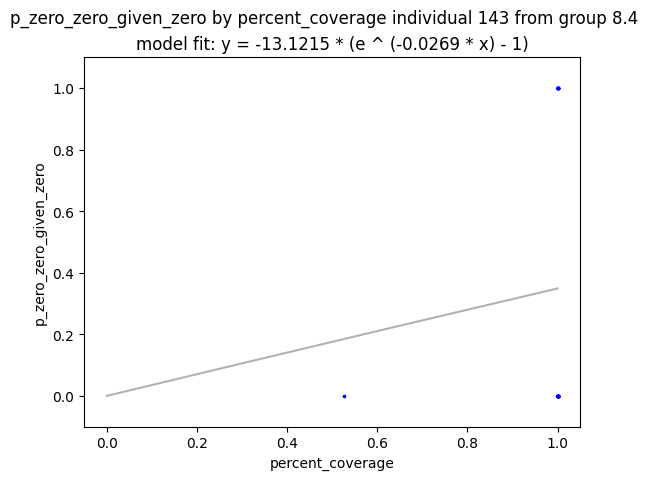 p_zero_zero_given_zero by percent_coverage individual 143 from group 8.4
model fit: y = -13.1215 * (e ^ (-0.0269 * x) - 1)
1.0
0.8
0.6
0.4
0.2
0.0
p_zero_zero_given_zero
0.0 0.2 0.4 0.6 0.8 1.0
percent_coverage